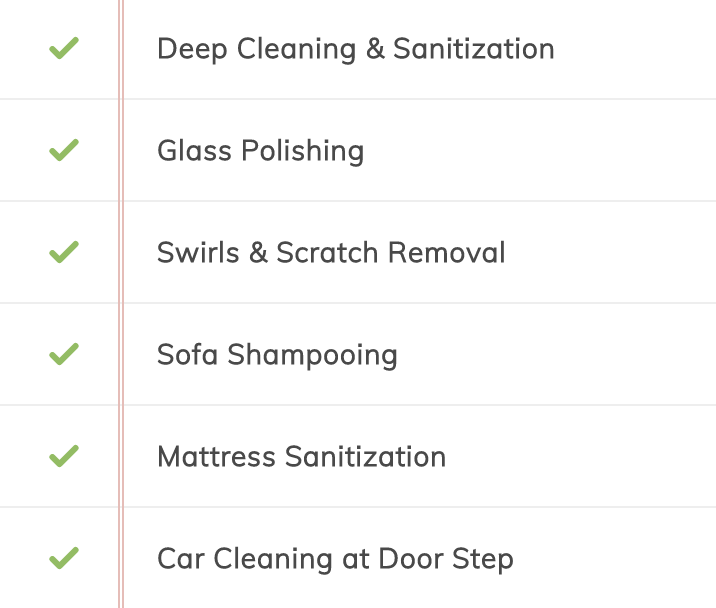 Deep Cleaning & Sanitization
Glass Polishing
Swirls & Scratch Removal
Sofa Shampooing
Mattress Sanitization
Car Cleaning at Door Step